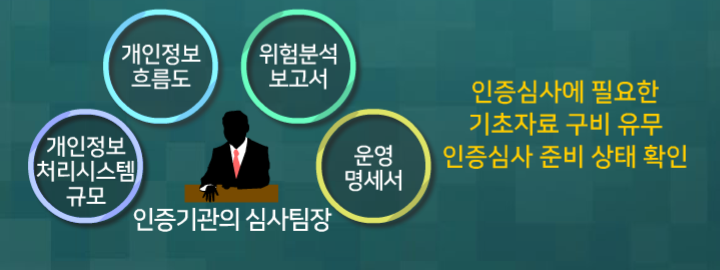 개인정보
흐름도
위험분석
보고서
개인정보
처리시스템
규모
운영
명세서
인증기관의 심사팀장
인증심사에 필요한
기초자료 구비 유무
인증심사 준비 상태 확인